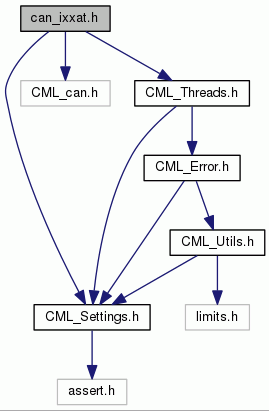 can_ixxat.h
CML_can.h
CML_Threads.h
CML_Error.h
CML_Utils.h
CML_Settings.h
limits.h
assert.h